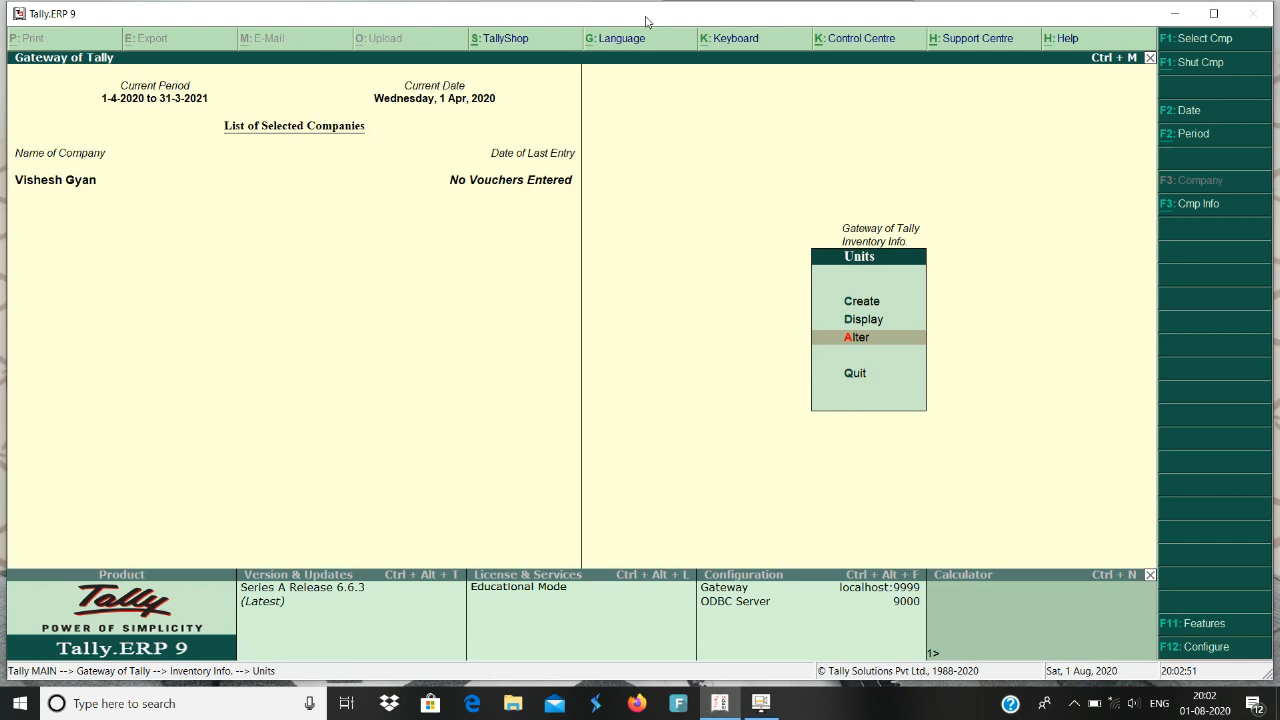 Tally.ERP 9
P: Print
E: Export
M: E-Mail
O: Upload
S: TallyShop
G: Language
K: Keyboard
K: Control Centre
H: Support Centre
H: Help
F1: Select Cmp
Gateway of Tally
Ctrl + M
F1: Shut Cmp
Current Period
1-4-2020 to 31-3-2021
Current Date
Wednesday, 1 Apr, 2020
F2: Date
List of Selected Companies
F2: Period
Name of Company
Date of Last Entry
Vishesh Gyan
No Vouchers Entered
F3: Company
F3: Cmp Info
Gateway of Tally
Inventory Info.
Units
Create
Display
Alter
Quit
Product
Version & Updates
Ctrl + Alt + T
License & Services
Ctrl + Alt + L
Configuration
Ctrl + Alt + F
Calculator
Ctrl + N
Series A Release 6.6.3
(Latest)
Educational Mode
Gateway
localhost:9999
ODBC Server
9000
Tally
POWER OF SIMPLICITY
Tally.ERP 9
1>
F11: Features
F12: Configure
Tally MAIN --> Gateway of Tally --> Inventory Info. --> Units
© Tally Solutions Pvt Ltd., 1988-2020
Sat, 1 Aug, 2020
20:02:51
Type here to search
ENG
20:02
01-08-2020
12